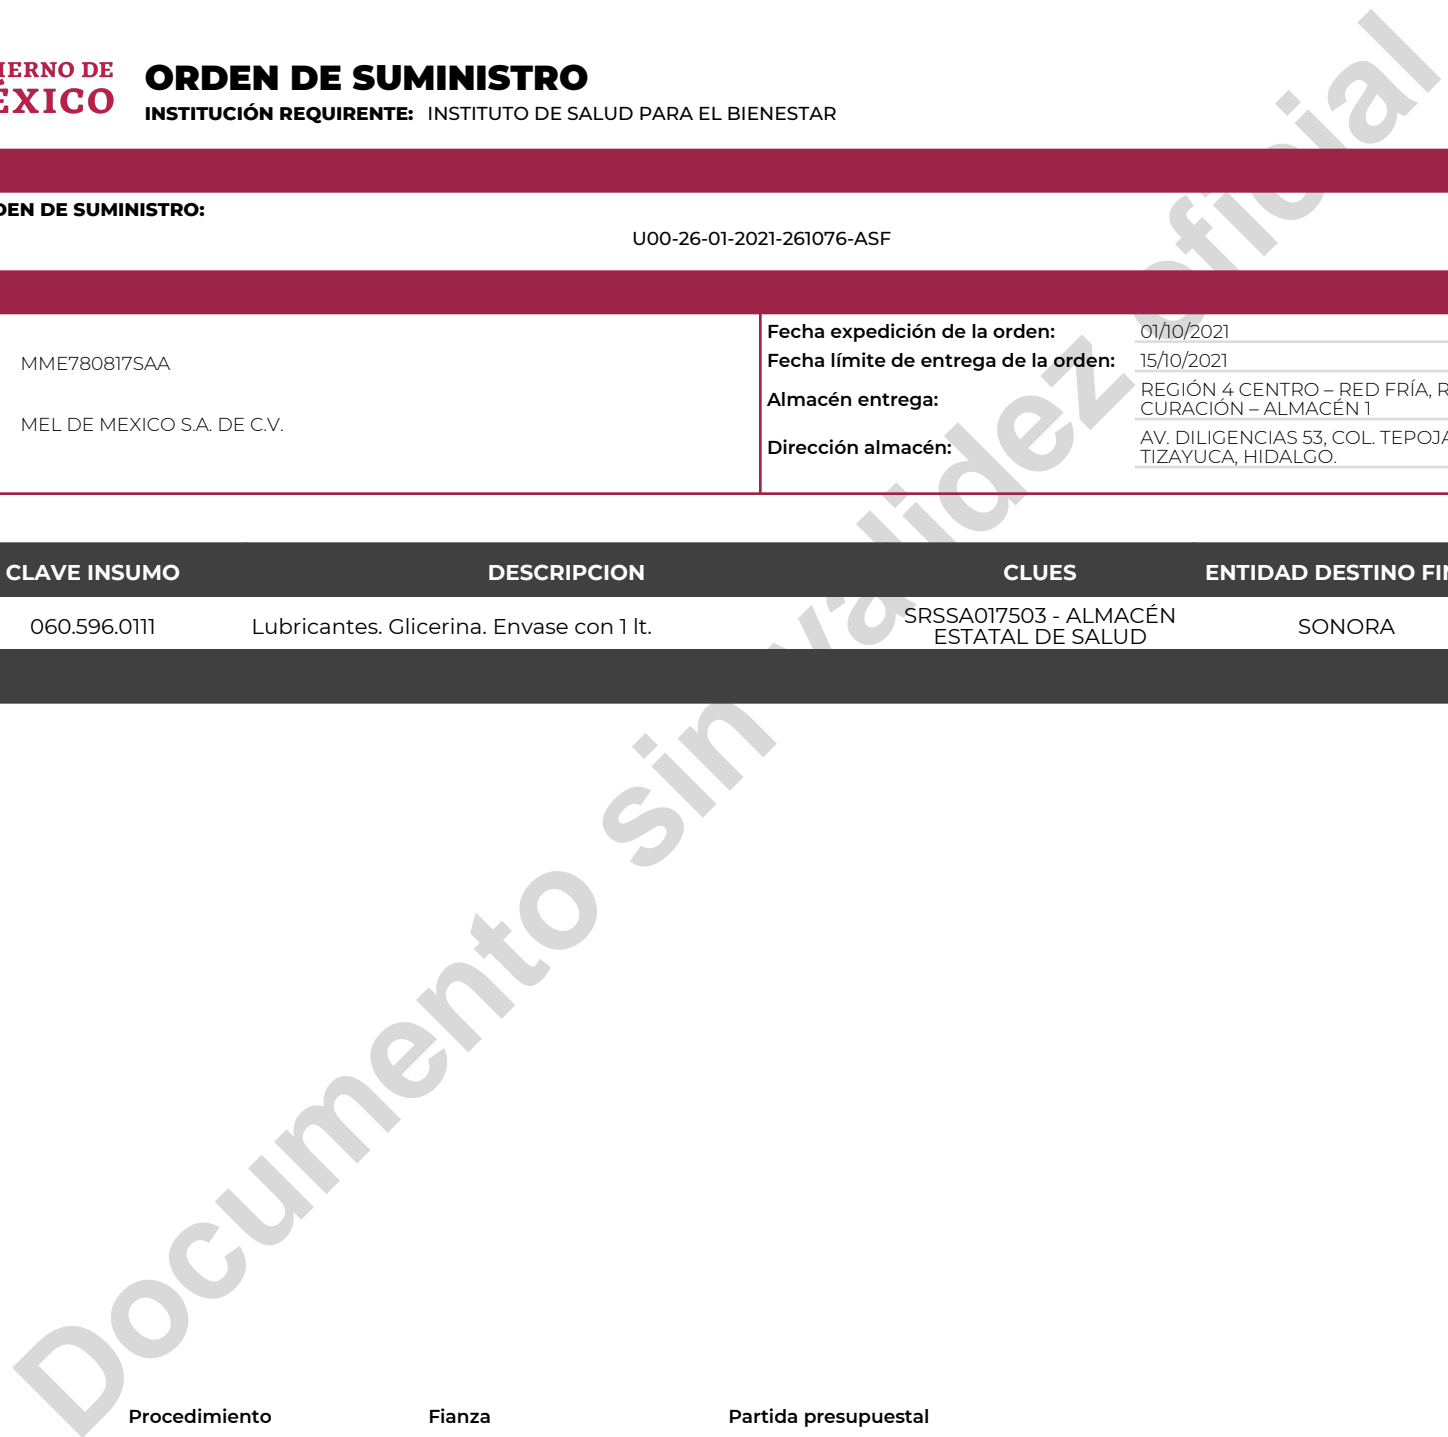 IERNO DE
ÉXICO
ORDEN DE SUMINISTRO
INSTITUCIÓN REQUIRENTE: INSTITUTO DE SALUD PARA EL BIENESTAR
DEN DE SUMINISTRO:
U00-26-01-2021-261076-ASF
MME780817SAA
MEL DE MEXICO S.A. DE C.V.
Fecha expedición de la orden: 01/10/2021
Fecha límite de entrega de la orden: 15/10/2021
Almacén entrega: REGIÓN 4 CENTRO – RED FRÍA, R
CURACIÓN – ALMACÉN 1
Dirección almacén: AV. DILIGENCIAS 53, COL. TEPOJA
TIZAYUCA, HIDALGO.
CLAVE INSUMO DESCRIPCION CLUES ENTIDAD DESTINO FIN
060.596.0111 Lubricantes. Glicerina. Envase con 1 lt. SRSSA017503 - ALMACÉN ESTATAL DE SALUD SONORA
Documento sin validez oficial
Procedimiento Fianza Partida presupuestal